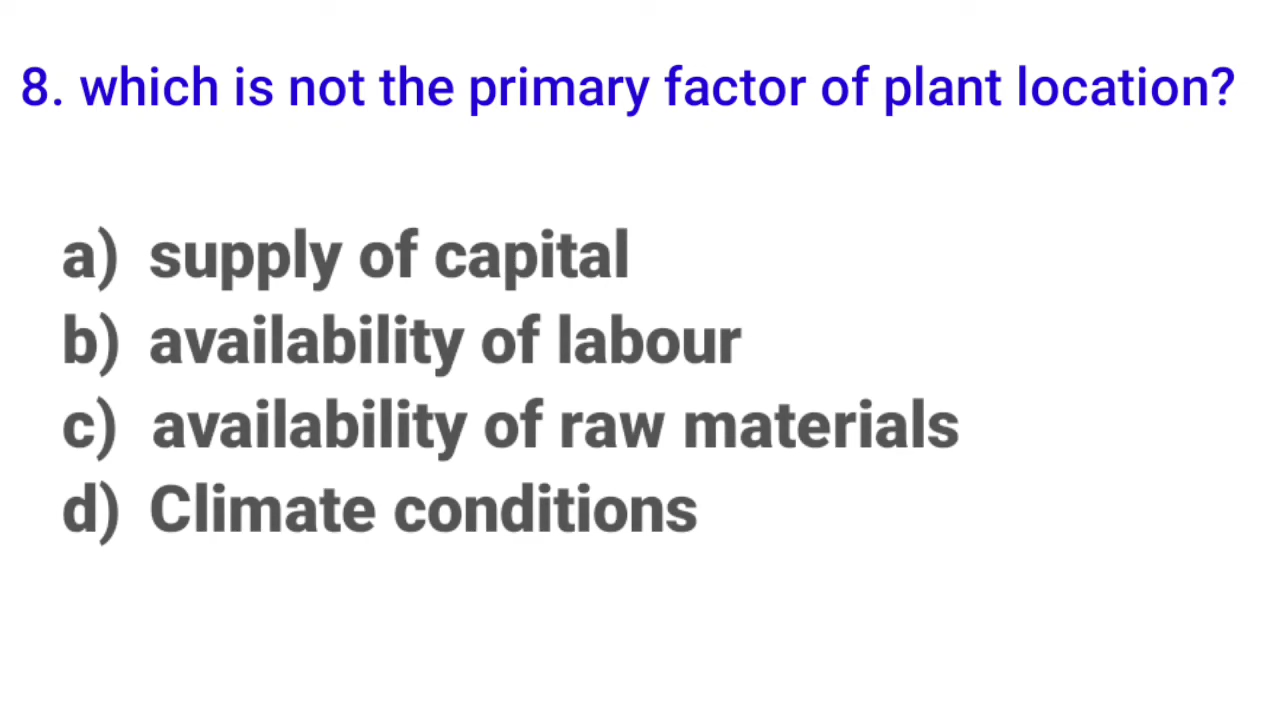 8. which is not the primary factor of plant location?
a) supply of capital
b) availability of labour
c) availability of raw materials
d) Climate conditions